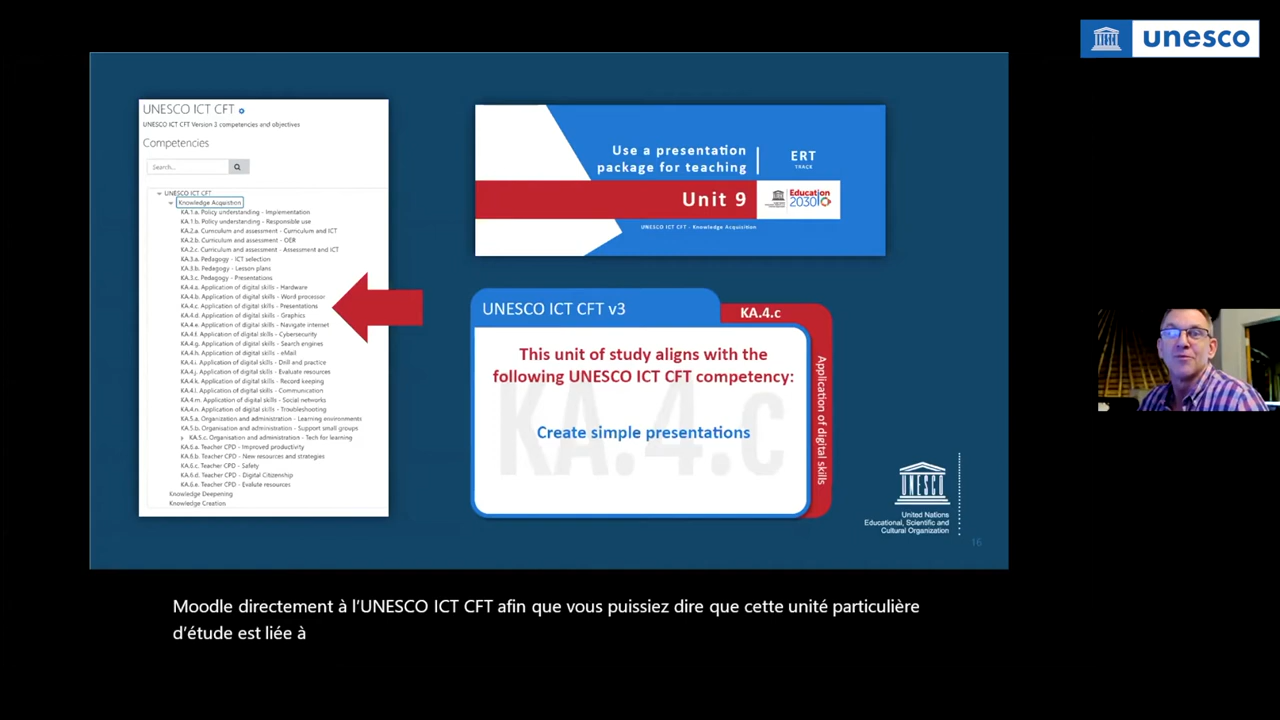 unesco
UNESCO ICT CFT
UNESCO ICT CFT Version 3 competencies and objectives
Competencies
Search...
UNESCO ICT CFT
Knowledge Acquisition
KA.1.a. Policy understanding - Implementation
KA.1.b. Policy understanding - Responsible use
KA.2.a. Curriculum and assessment - Curriculum and ICT
KA.2.b. Curriculum and assessment - OER
KA.2.c. Curriculum and assessment - Assessment and ICT
KA.3.a. Pedagogy - ICT selection
KA.3.b. Pedagogy - Lesson plans
KA.3.c. Pedagogy - Presentations
KA.4.a. Application of digital skills - Hardware
KA.4.b. Application of digital skills - Word processor
KA.4.c. Application of digital skills - Presentations
KA.4.d. Application of digital skills - Graphics
KA.4.e. Application of digital skills - Navigate internet
KA.4.f. Application of digital skills - Cybersecurity
KA.4.g. Application of digital skills - Search engines
KA.4.h. Application of digital skills - eMail
KA.4.i. Application of digital skills - Drill and practice
KA.4.j. Application of digital skills - Evaluate resources
KA.4.k. Application of digital skills - Record keeping
KA.4.l. Application of digital skills - Communication
KA.4.m. Application of digital skills - Social networks
KA.4.n. Application of digital skills - Troubleshooting
KA.5.a. Organization and administration - Learning environments
KA.5.b. Organisation and administration - Support small groups
KA.5.c. Organisation and administration - Tech for learning
KA.6.a. Teacher CPD - Improved productivity
KA.6.b. Teacher CPD - New resources and strategies
KA.6.c. Teacher CPD - Safety
KA.6.d. Teacher CPD - Digital Citizenship
KA.6.e. Teacher CPD - Evalute resources
Knowledge Deepening
Knowledge Creation
Use a presentation
package for teaching
ERT
TRACK
Unit 9
Education
2030
UNESCO ICT CFT - Knowledge Acquisition
UNESCO ICT CFT v3
KA.4.c
This unit of study aligns with the
following UNESCO ICT CFT competency:
Create simple presentations
KA.4.c
Application of digital skills
UNESCO
United Nations
Educational, Scientific and
Cultural Organization
16
Moodle directement à l'UNESCO ICT CFT afin que vous puissiez dire que cette unité particulière
d'étude est liée à